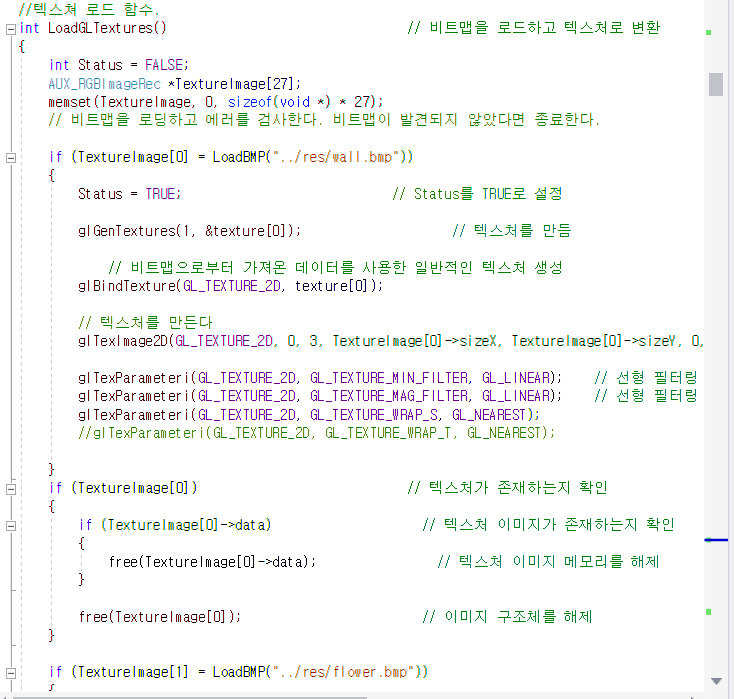 //텍스쳐 로드 함수.
int LoadGLTextures() // 비트맵을 로드하고 텍스처로 변환
{
int Status = FALSE;
AUX_RGBImageRec *TextureImage[27];
memset(TextureImage, 0, sizeof(void *) * 27);
// 비트맵을 로딩하고 에러를 검사한다. 비트맵이 발견되지 않았다면 종료한다.
if (TextureImage[0] = LoadBMP("../res/wall.bmp"))
{
Status = TRUE; // Status를 TRUE로 설정
glGenTextures(1, &texture[0]); // 텍스처를 만듬
// 비트맵으로부터 가져온 데이터를 사용한 일반적인 텍스처 생성
glBindTexture(GL_TEXTURE_2D, texture[0]);
// 텍스처를 만든다
glTexImage2D(GL_TEXTURE_2D, 0, 3, TextureImage[0]->sizeX, TextureImage[0]->sizeY, 0,
glTexParameteri(GL_TEXTURE_2D, GL_TEXTURE_MIN_FILTER, GL_LINEAR); // 선형 필터링
glTexParameteri(GL_TEXTURE_2D, GL_TEXTURE_MAG_FILTER, GL_LINEAR); // 선형 필터링
glTexParameteri(GL_TEXTURE_2D, GL_TEXTURE_WRAP_S, GL_NEAREST);
//glTexParameteri(GL_TEXTURE_2D, GL_TEXTURE_WRAP_T, GL_NEAREST);
}
if (TextureImage[0]) // 텍스처가 존재하는지 확인
{
if (TextureImage[0]->data) // 텍스처 이미지가 존재하는지 확인
{
free(TextureImage[0]->data); // 텍스처 이미지 메모리를 해제
}
free(TextureImage[0]); // 이미지 구조체를 해제
}
if (TextureImage[1] = LoadBMP("../res/flower.bmp"))
{